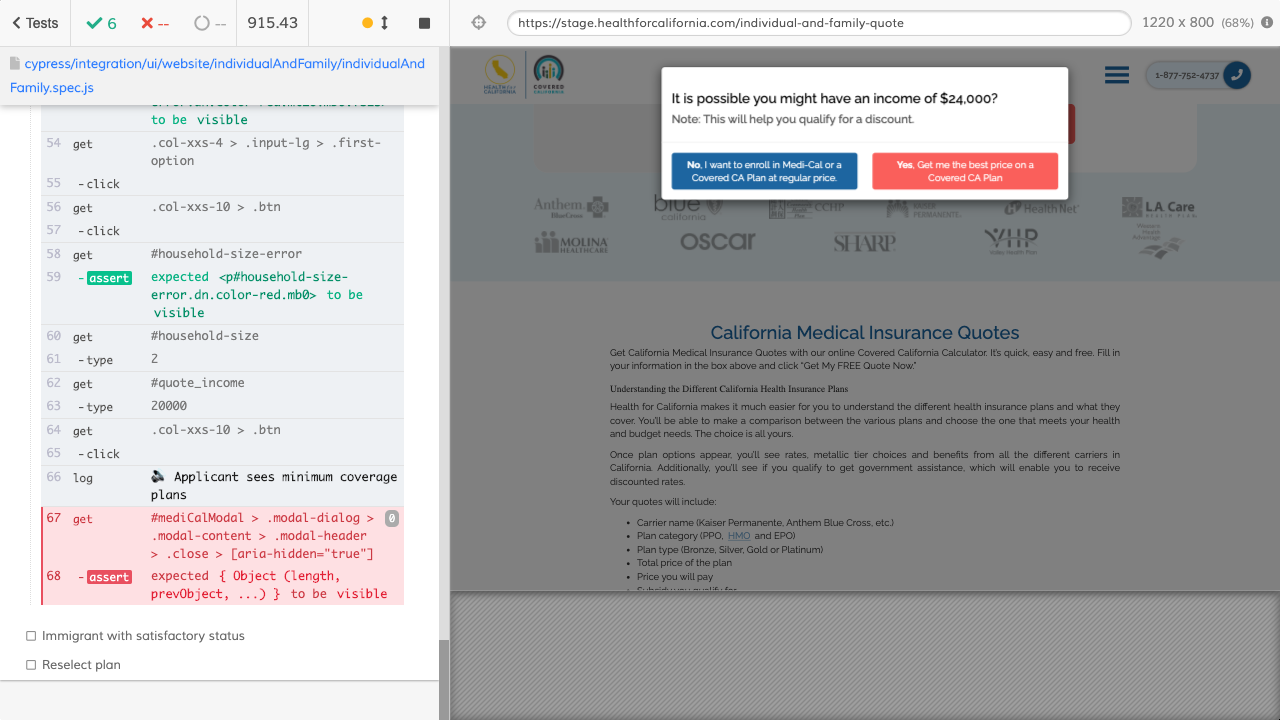 Tests
6
--
--
915.43
https://stage.healthforcalifornia.com/individual-and-family-quote
1220 x 800 (68%)
cypress/integration/ui/website/individualAndFamily/individualAnd
Family.spec.js
to be visible
54 get .col-xxs-4 > .input-lg > .first-
option
55 -click
56 get .col-xxs-10 > .btn
57 -click
58 get #household-size-error
59 -assert expected <p#household-size-
error.dn.color-red.mb0> to be
visible
60 get #household-size
61 -type 2
62 get #quote_income
63 -type 20000
64 get .col-xxs-10 > .btn
65 -click
66 log Applicant sees minimum coverage
plans
67 get #mediCalModal > .modal-dialog > 0
.modal-content > .modal-header
> .close > [aria-hidden="true"]
68 -assert expected { Object (length,
prevObject, ...) } to be visible
Immigrant with satisfactory status
Reselect plan
COVERED
CALIFORNIA
1-877-752-4737
It is possible you might have an income of $24,000?
Note: This will help you qualify for a discount.
No, I want to enroll in Medi-Cal or a
Covered CA Plan at regular price.
Yes, Get me the best price on a
Covered CA Plan
Anthem
BlueCross
blue
california
CCHP
KAISER
PERMANENTE
Health Net
L.A. Care
HEALTH PLAN
MOLINA
HEALTHCARE
oscar
SHARP
VHP
Valley Health Plan
Western
Health
Advantage
California Medical Insurance Quotes
Get California Medical Insurance Quotes with our online Covered California Calculator. It's quick, easy and free. Fill in
your information in the box above and click "Get My FREE Quote Now."
Understanding the Different California Health Insurance Plans
Health for California makes it much easier for you to understand the different health insurance plans and what they
cover. You'll be able to make a comparison between the various plans and choose the one that meets your health
and budget needs. The choice is all yours.
Once plan options appear, you'll see rates, metallic tier choices and benefits from all the different carriers in
California. Additionally, you'll see if you qualify to get government assistance, which will enable you to receive
discounted rates.
Your quotes will include:
Carrier name (Kaiser Permanente, Anthem Blue Cross, etc.)
Plan category (PPO, HMO and EPO)
Plan type (Bronze, Silver, Gold or Platinum)
Total price of the plan
Price you will pay